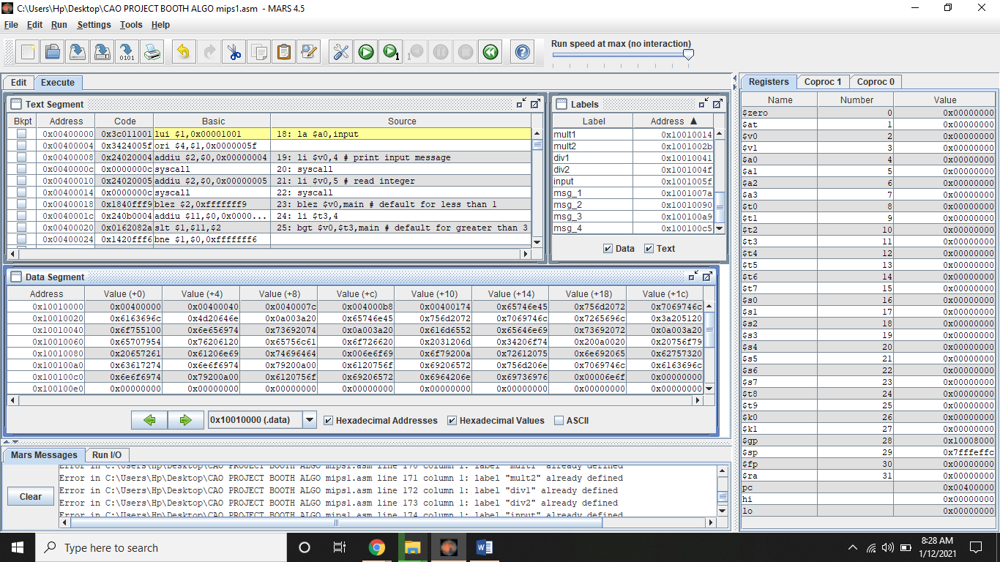 C:\Users\Hp\Desktop\CAO PROJECT BOOTH ALGO mips1.asm - MARS 4.5
File Edit Run Settings Tools Help
Run speed at max (no interaction)
Edit Execute
Text Segment
Bkpt Address Code Basic Source
0x00400000 0x3c011001 lui $1,0x00001001 18: la $a0,input
0x00400004 0x3424005f ori $4,$1,0x0000005f
0x00400008 0x24020004 addiu $2,$0,0x00000004 19: li $v0,4 # print input message
0x0040000c 0x0000000c syscall 20: syscall
0x00400010 0x24020005 addiu $2,$0,0x00000005 21: li $v0,5 # read integer
0x00400014 0x0000000c syscall 22: syscall
0x00400018 0x1840fff9 blez $2,0xfffffff9 23: blez $v0,main # default for less than 1
0x0040001c 0x240b0004 addiu $11,$0,0x0000... 24: li $t3,4
0x00400020 0x0162082a slt $1,$11,$2 25: bgt $v0,$t3,main # default for greater than 3
0x00400024 0x1420fff6 bne $1,$0,0xfffffff6
Labels
Label Address ▲
mult1 0x10010014
mult2 0x1001002b
div1 0x10010041
div2 0x1001004f
input 0x1001005f
msg_1 0x1001007a
msg_2 0x10010090
msg_3 0x100100a9
msg_4 0x100100c5
Data Text
Data Segment
Address Value (+0) Value (+4) Value (+8) Value (+c) Value (+10) Value (+14) Value (+18) Value (+1c)
0x10010000 0x00400000 0x00400040 0x0040007c 0x004000b8 0x00400174 0x65746e45 0x756d2072 0x7069746c
0x10010020 0x6163696c 0x4d20646e 0x0a003a20 0x65746e45 0x756d2072 0x7069746c 0x7265696c 0x3a205120
0x10010040 0x6f755100 0x6e656974 0x73692074 0x0a003a20 0x616d6552 0x65646e69 0x73692072 0x0a003a20
0x10010060 0x65707954 0x76206120 0x65756c61 0x6f726620 0x2031206d 0x34206f74 0x200a0020 0x20756f79
0x10010080 0x20657261 0x61206e69 0x74696464 0x006e6f69 0x6f79200a 0x72612075 0x6e692065 0x62757320
0x100100a0 0x63617274 0x6e6f6974 0x79200a00 0x6120756f 0x69206572 0x756d206e 0x7069746c 0x6163696c
0x100100c0 0x6e6f6974 0x79200a00 0x6120756f 0x69206572 0x6964206e 0x69736976 0x00006e6f 0x00000000
0x100100e0 0x00000000 0x00000000 0x00000000 0x00000000 0x00000000 0x00000000 0x00000000 0x00000000
0x10010000 (.data) Hexadecimal Addresses Hexadecimal Values ASCII
Mars Messages Run I/O
Clear
Error in C:\Users\Hp\Desktop\CAO PROJECT BOOTH ALGO mips1.asm line 170 column 1: label "mult1" already defined
Error in C:\Users\Hp\Desktop\CAO PROJECT BOOTH ALGO mips1.asm line 171 column 1: label "mult2" already defined
Error in C:\Users\Hp\Desktop\CAO PROJECT BOOTH ALGO mips1.asm line 172 column 1: label "div1" already defined
Error in C:\Users\Hp\Desktop\CAO PROJECT BOOTH ALGO mips1.asm line 173 column 1: label "div2" already defined
Error in C:\Users\Hp\Desktop\CAO PROJECT BOOTH ALGO mips1.asm line 174 column 1: label "input" already defined
Registers Coproc 1 Coproc 0
Name Number Value
$zero 0 0x00000000
$at 1 0x00000000
$v0 2 0x00000000
$v1 3 0x00000000
$a0 4 0x00000000
$a1 5 0x00000000
$a2 6 0x00000000
$a3 7 0x00000000
$t0 8 0x00000000
$t1 9 0x00000000
$t2 10 0x00000000
$t3 11 0x00000000
$t4 12 0x00000000
$t5 13 0x00000000
$t6 14 0x00000000
$t7 15 0x00000000
$s0 16 0x00000000
$s1 17 0x00000000
$s2 18 0x00000000
$s3 19 0x00000000
$s4 20 0x00000000
$s5 21 0x00000000
$s6 22 0x00000000
$s7 23 0x00000000
$t8 24 0x00000000
$t9 25 0x00000000
$k0 26 0x00000000
$k1 27 0x00000000
$gp 28 0x10008000
$sp 29 0x7fffeffc
$fp 30 0x00000000
$ra 31 0x00000000
pc 0x00400000
hi 0x00000000
lo 0x00000000
Type here to search
8:28 AM
1/12/2021